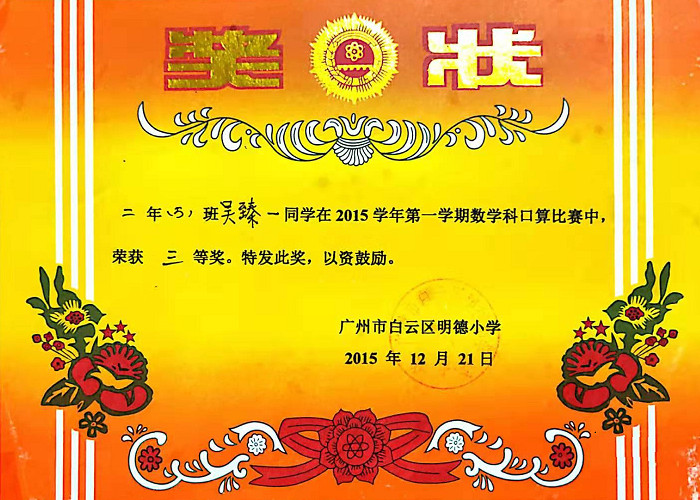 奖状
二年(5)班吴臻一同学在2015学年第一学期数学科口算比赛中，
荣获 三 等奖。特发此奖，以资鼓励。
广州市白云区明德小学
2015 年 12 月 21 日